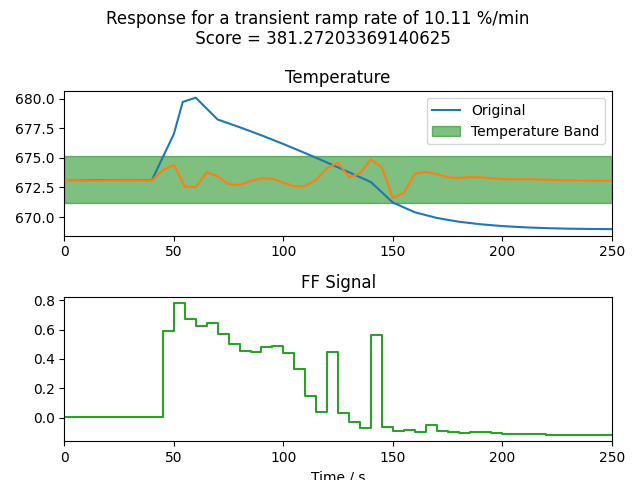 Response for a transient ramp rate of 10.11 %/min
Score = 381.27203369140625
Temperature
680.0
677.5
675.0
672.5
670.0
Original
Temperature Band
0 50 100 150 200 250
FF Signal
0.8
0.6
0.4
0.2
0.0
0 50 100 150 200 250
Time / s